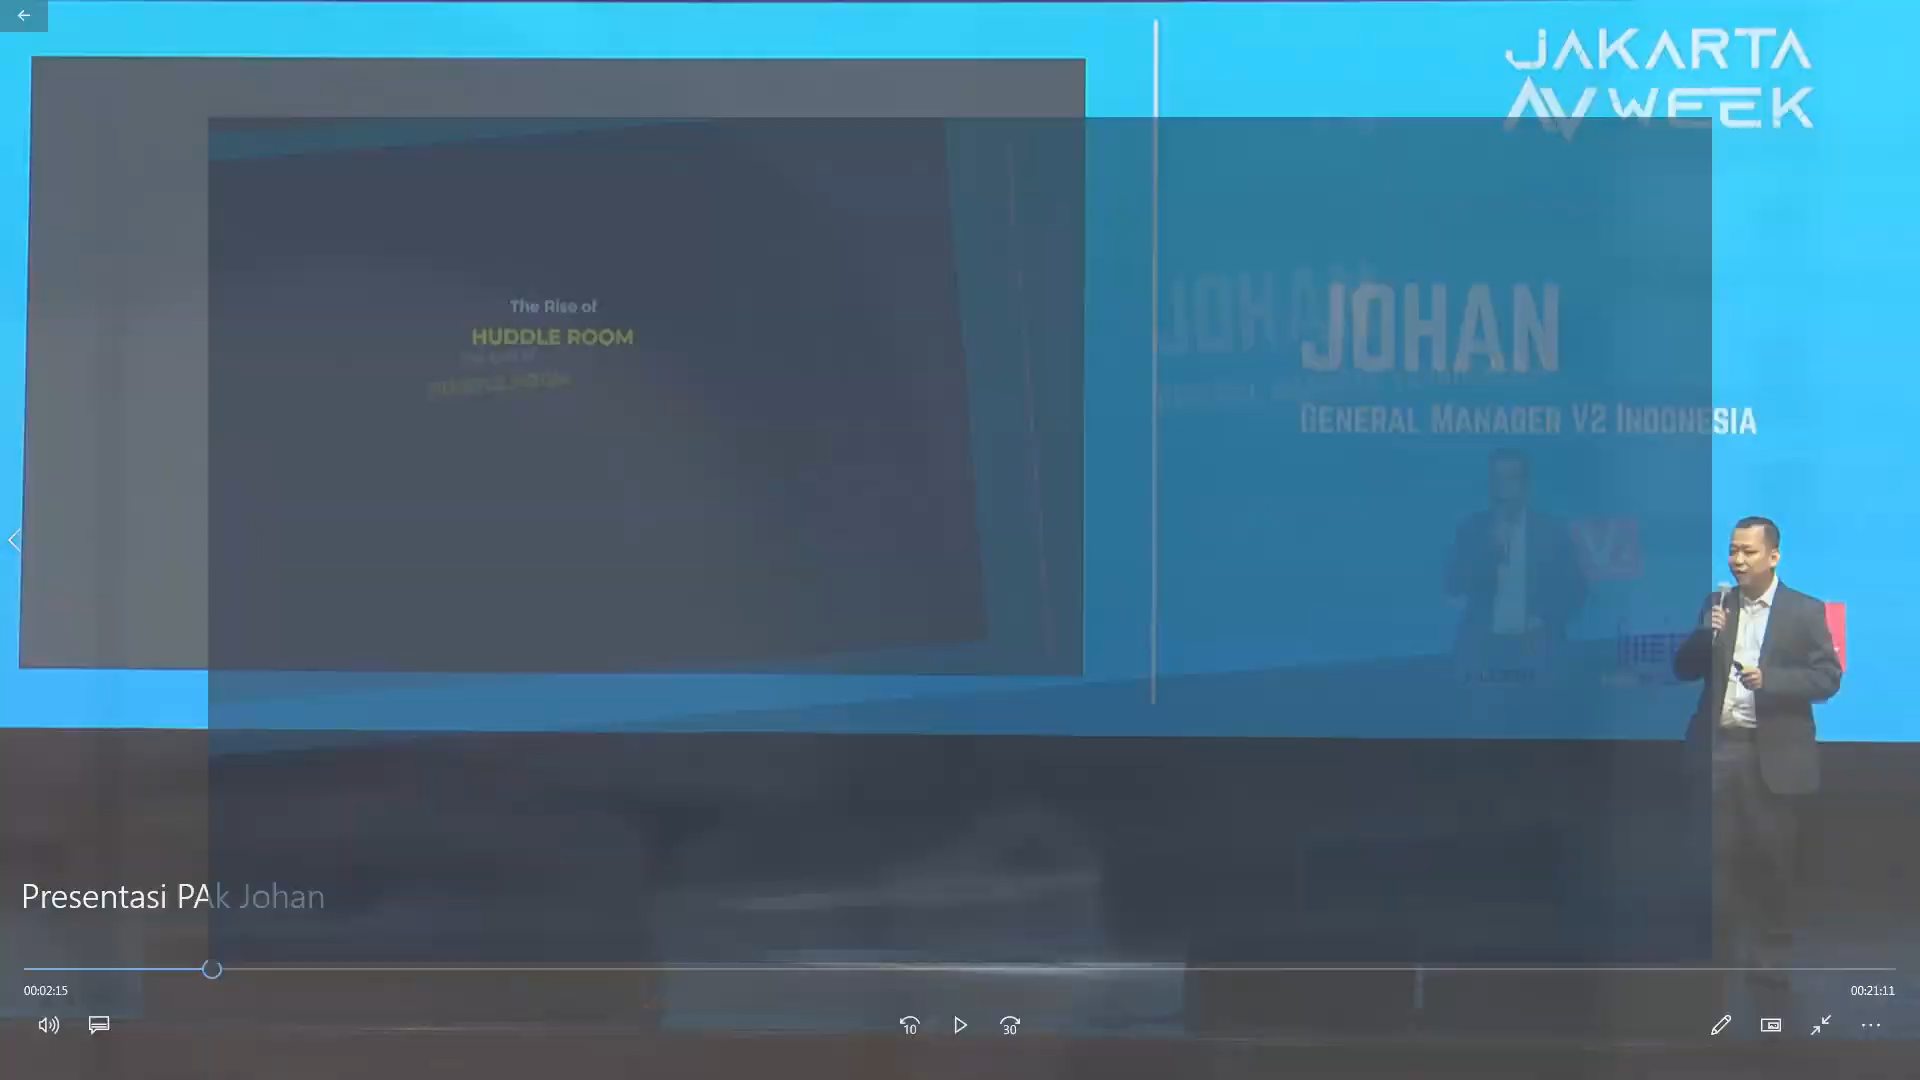 JAKARTA
AV WEEK
The Rise of
HUDDLE ROOM
JOHAN
JOHAN
GENERAL MANAGER V2 INDONESIA
Presentasi PAk Johan
00:02:15
00:21:11
10
30